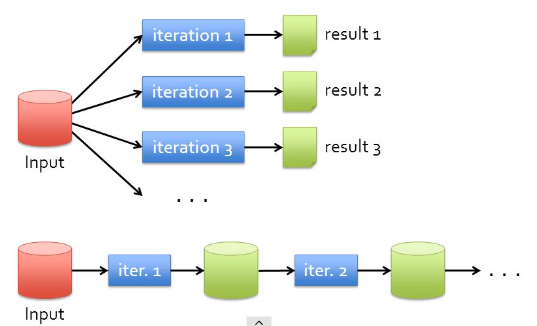 iteration 1
result 1
iteration 2
result 2
iteration 3
result 3
Input
. . .
iter. 1
iter. 2
. . .
Input